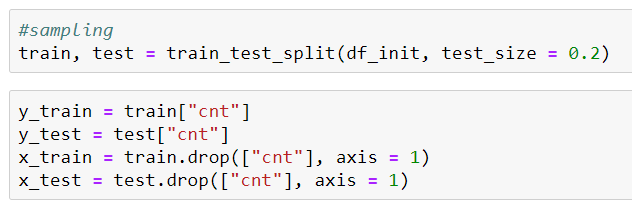 #sampling
train, test = train_test_split(df_init, test_size = 0.2)
y_train = train["cnt"]
y_test = test["cnt"]
x_train = train.drop(["cnt"], axis = 1)
x_test = test.drop(["cnt"], axis = 1)